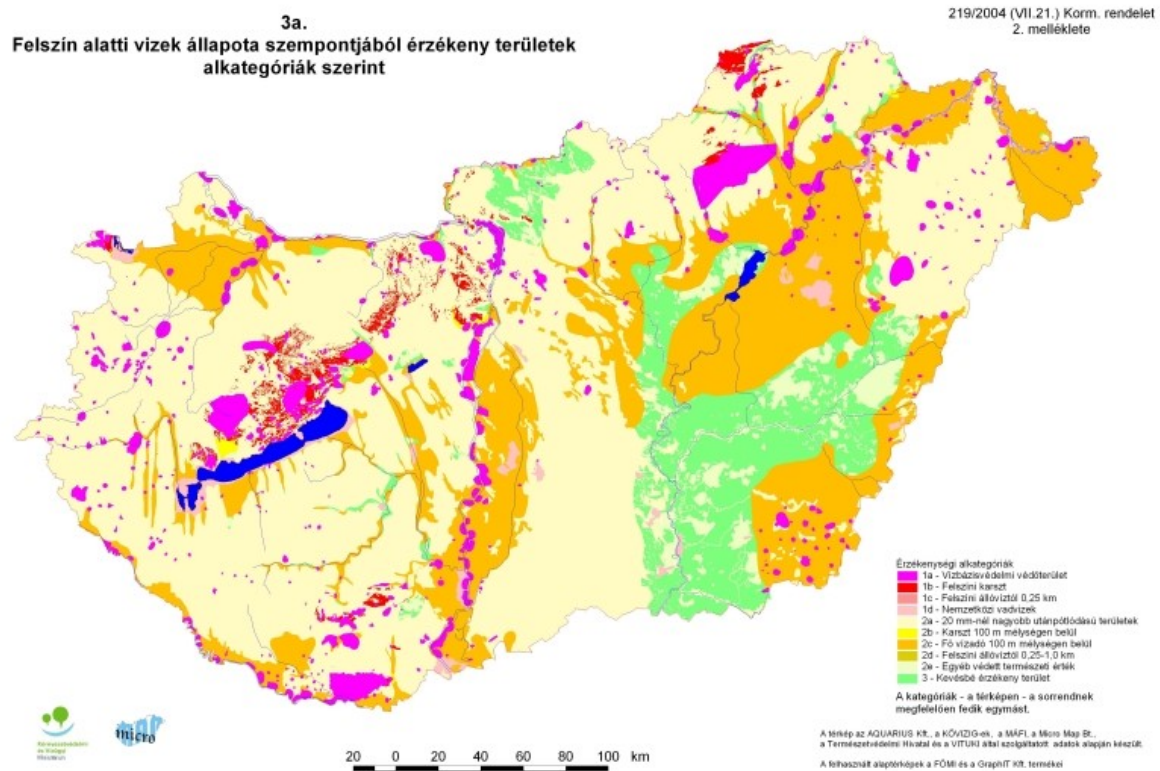 3a.
Felszín alatti vizek állapota szempontjából érzékeny területek
alkategóriák szerint
219/2004 (VII.21.) Korm. rendelet
2. melléklete
Érzékenységi alkategóriák
1a - Vízbázisvédelmi védőterület
1b - Felszíni karszt
1c - Felszíni állóvíztől 0,25 km
1d - Nemzetközi vadvizek
2a - 20 mm-nél nagyobb utánpótlódású területek
2b - Karszt 100 m mélységen belül
2c - Fő vízadó 100 m mélységen belül
2d - Felszíni állóvíztől 0,25-1,0 km
2e - Egyéb védett természeti érték
3 - Kevésbé érzékeny terület
A kategóriák - a térképen - a sorrendnek
megfelelően fedik egymást.
Környezetvédelmi
és Vízügyi
Minisztérium
micro
MAP
20 0 20 40 60 80 100 km
A térkép az AQUARIUS Kft., a KÖVIZIG-ek, a MÁFI, a Micro Map Bt.,
a Természetvédelmi Hivatal és a VITUKI által szolgáltatott adatok alapján készült.
A felhasznált alaptérképek a FÖMI és a GraphIT Kft. termékei